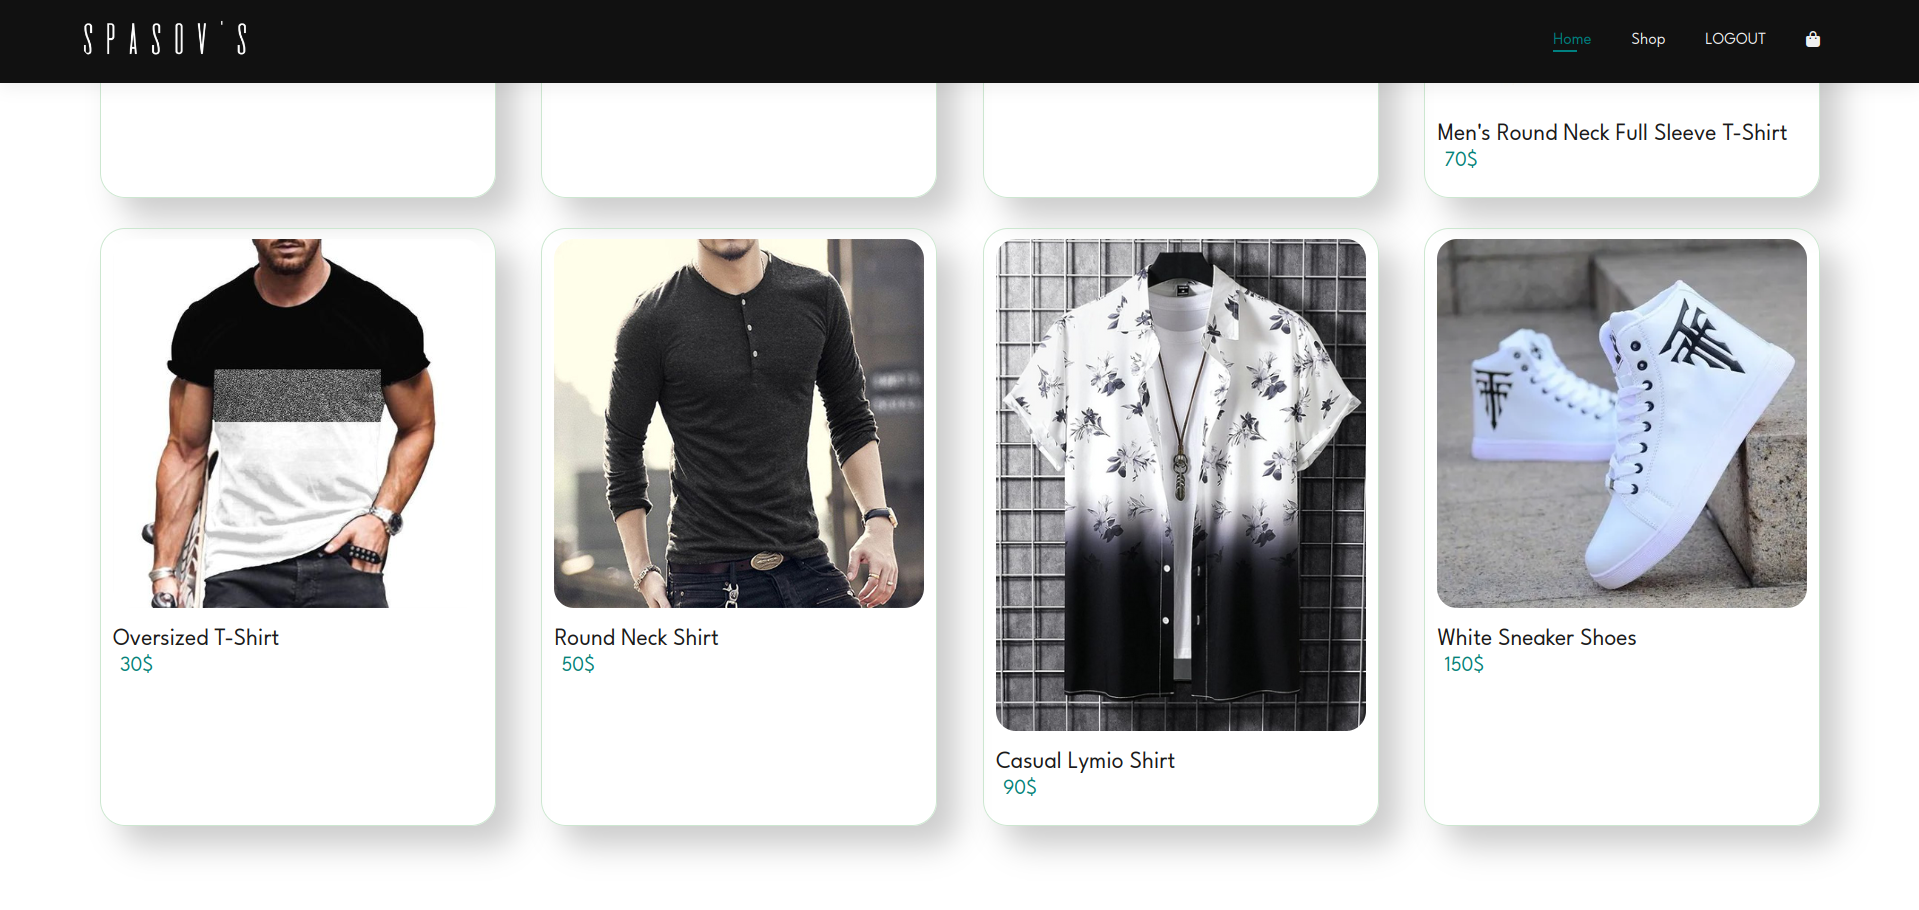 SPASOV'S
Home
Shop
LOGOUT
Men's Round Neck Full Sleeve T-Shirt
70$
Oversized T-Shirt
30$
Round Neck Shirt
50$
Casual Lymio Shirt
90$
White Sneaker Shoes
150$